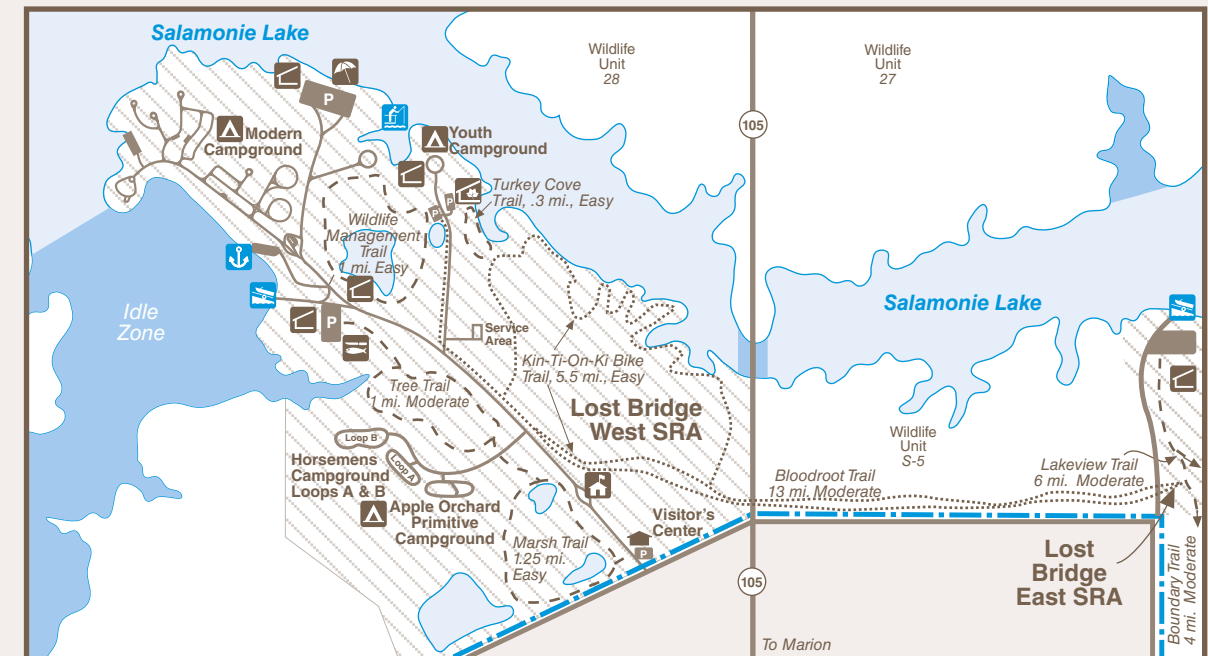 Salamonie Lake
Wildlife
Unit
28
Wildlife
Unit
27
P
Modern
Campground
Youth
Campground
105
Turkey Cove
Trail, .3 mi., Easy
P
P
Wildlife
Management
Trail
1 mi. Easy
Idle
Zone
P
Service
Area
Salamonie Lake
Kin-Ti-On-Ki Bike
Trail, 5.5 mi., Easy
Tree Trail
1 mi. Moderate
Lost Bridge
West SRA
Loop B
Loop A
Horsemens
Campground
Loops A & B
Wildlife
Unit
S-5
Bloodroot Trail
13 mi. Moderate
Lakeview Trail
6 mi. Moderate
Apple Orchard
Primitive
Campground
Marsh Trail
1.25 mi.
Easy
Visitor's
Center
P
Lost
Bridge
East SRA
Boundary Trail
4 mi. Moderate
105
To Marion